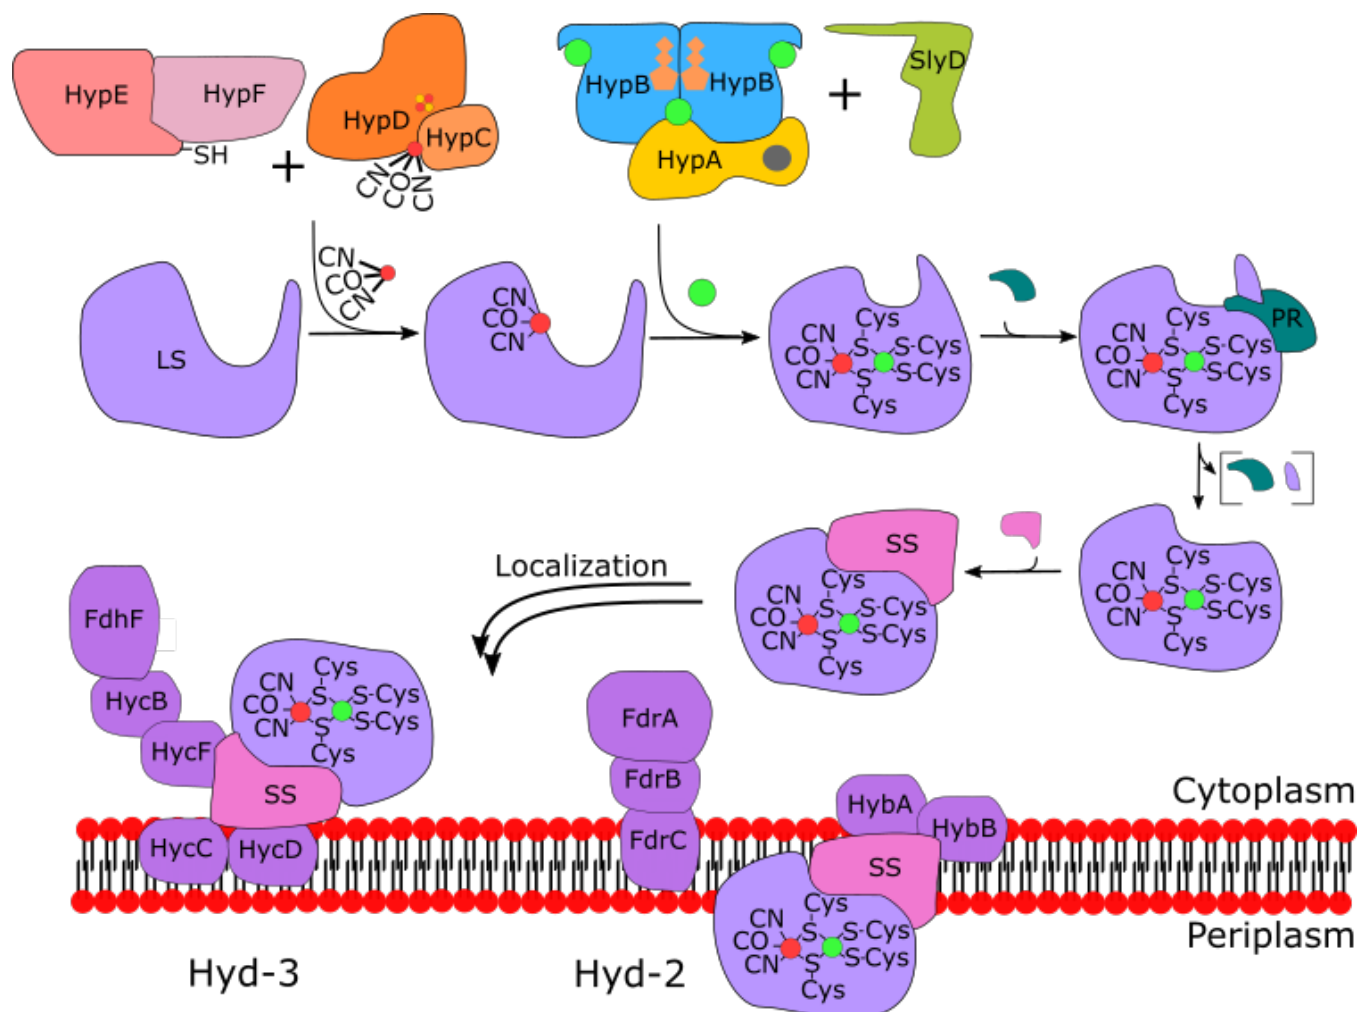 HypE
HypF
SH
+
HypD
HypC
CN
CO
CN
HypB
HypB
HypA
+
SlyD
CN
CO
CN
LS
CN
CO
CN
CN
CO
CN
Cys
S
S-Cys
S-Cys
S
Cys
PR
CN
CO
CN
Cys
S
S-Cys
S-Cys
S
Cys
CN
CO
CN
Cys
S
S-Cys
S-Cys
S
Cys
SS
CN
CO
CN
Cys
S
S-Cys
S-Cys
S
Cys
Localization
FdhF
HycB
HycF
SS
CN
CO
CN
Cys
S
S-Cys
S-Cys
S
Cys
HycC
HycD
FdrA
FdrB
FdrC
HybA
HybB
SS
CN
CO
CN
Cys
S
S-Cys
S-Cys
S
Cys
Cytoplasm
Periplasm
Hyd-3
Hyd-2